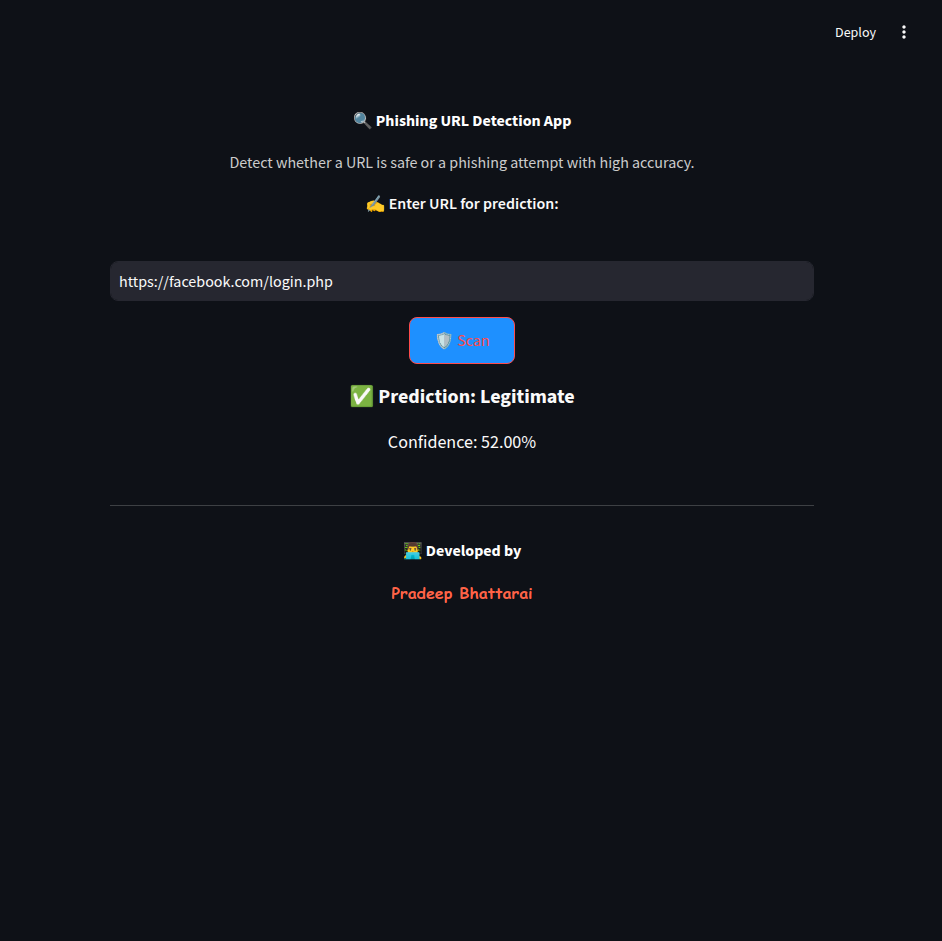 Deploy
🔍 Phishing URL Detection App
Detect whether a URL is safe or a phishing attempt with high accuracy.
✍️ Enter URL for prediction:
https://facebook.com/login.php
🛡️ Scan
✅ Prediction: Legitimate
Confidence: 52.00%
👨‍💻 Developed by
Pradeep Bhattarai